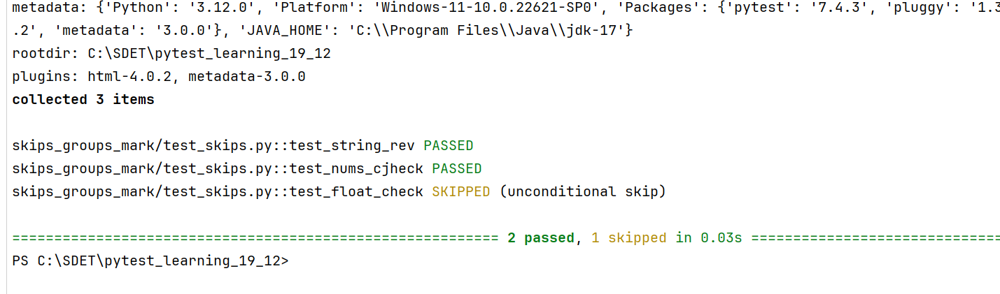 metadata: {'Python': '3.12.0', 'Platform': 'Windows-11-10.0.22621-SP0', 'Packages': {'pytest': '7.4.3', 'pluggy': '1.3
.2', 'metadata': '3.0.0'}, 'JAVA_HOME': 'C:\\Program Files\\Java\\jdk-17'}
rootdir: C:\SDET\pytest_learning_19_12
plugins: html-4.0.2, metadata-3.0.0
collected 3 items
skips_groups_mark/test_skips.py::test_string_rev PASSED
skips_groups_mark/test_skips.py::test_nums_cjheck PASSED
skips_groups_mark/test_skips.py::test_float_check SKIPPED (unconditional skip)
========================================================== 2 passed, 1 skipped in 0.03s ==============================
PS C:\SDET\pytest_learning_19_12>